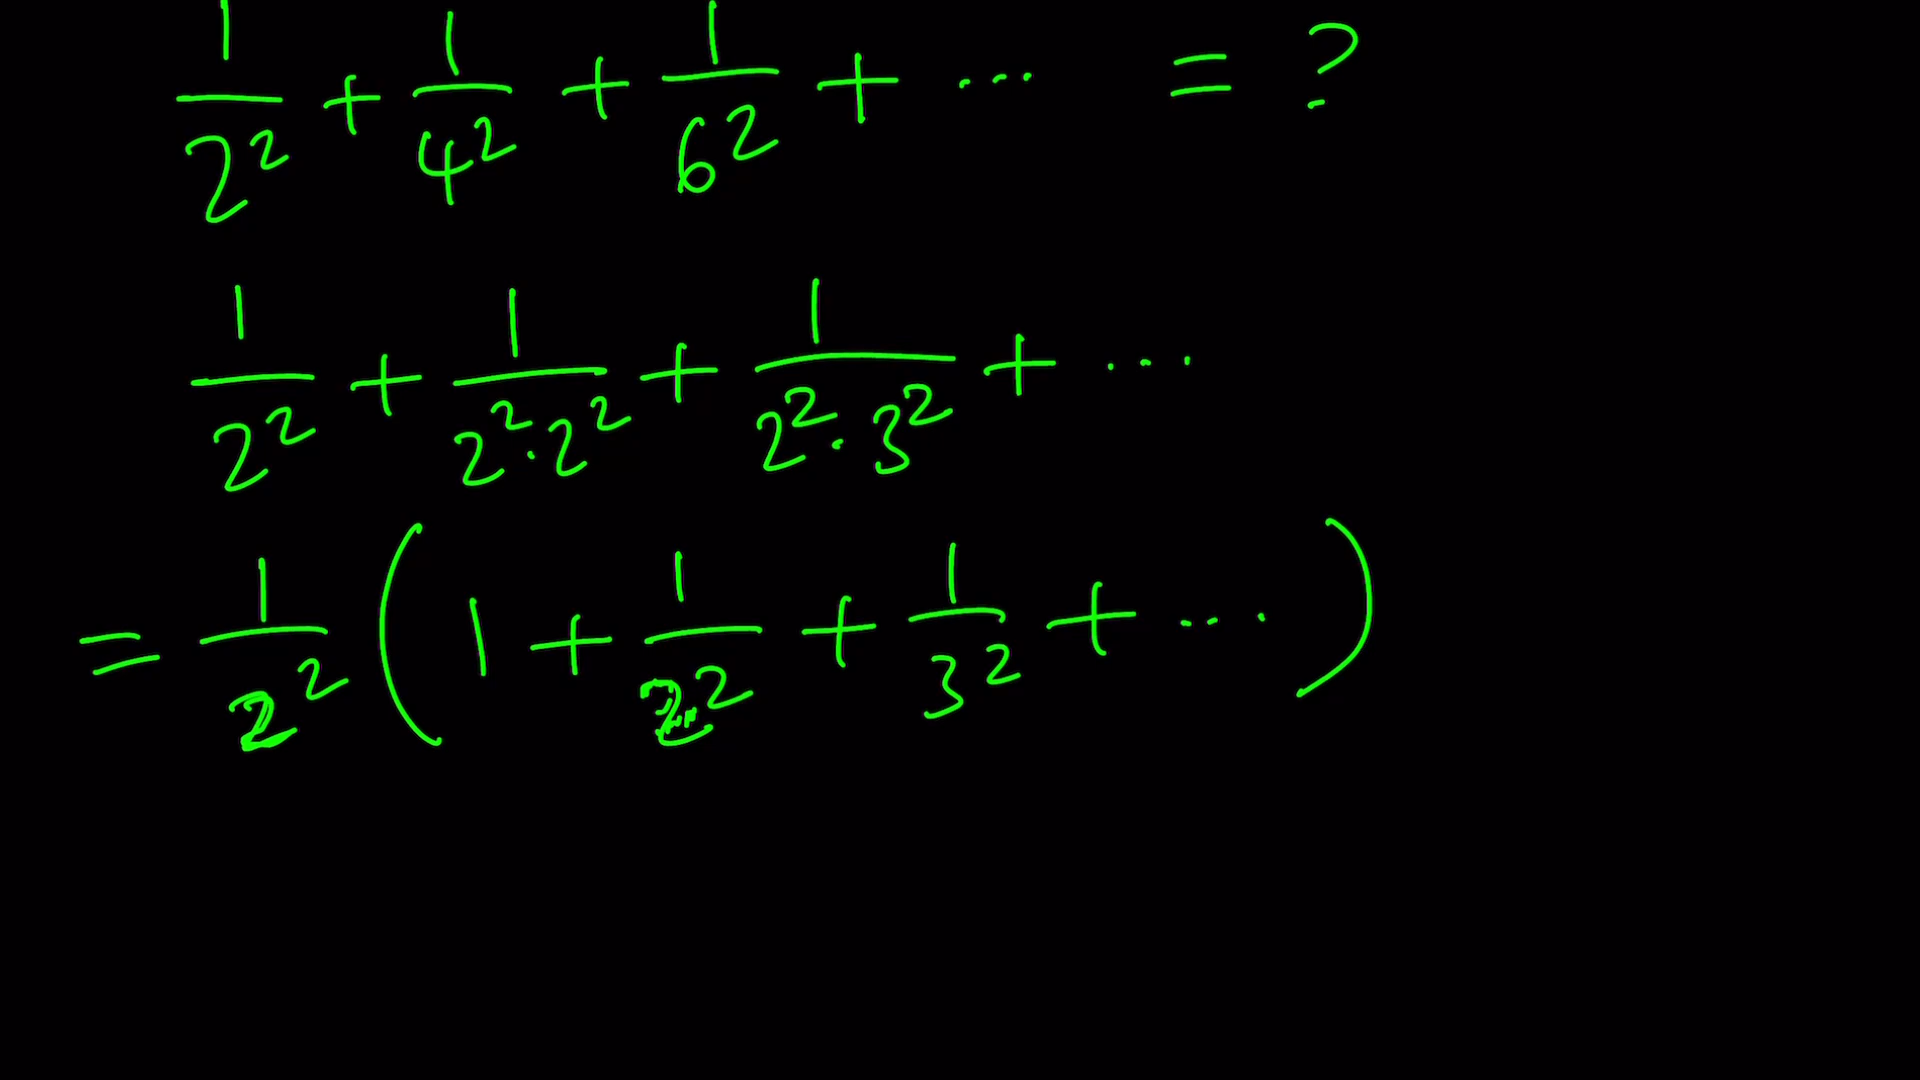 1/2² + 1/4² + 1/6² + ... = ?
1/2² + 1/2²·2² + 1/2²·3² + ...
= 1/2² ( 1 + 1/2² + 1/3² + ... )